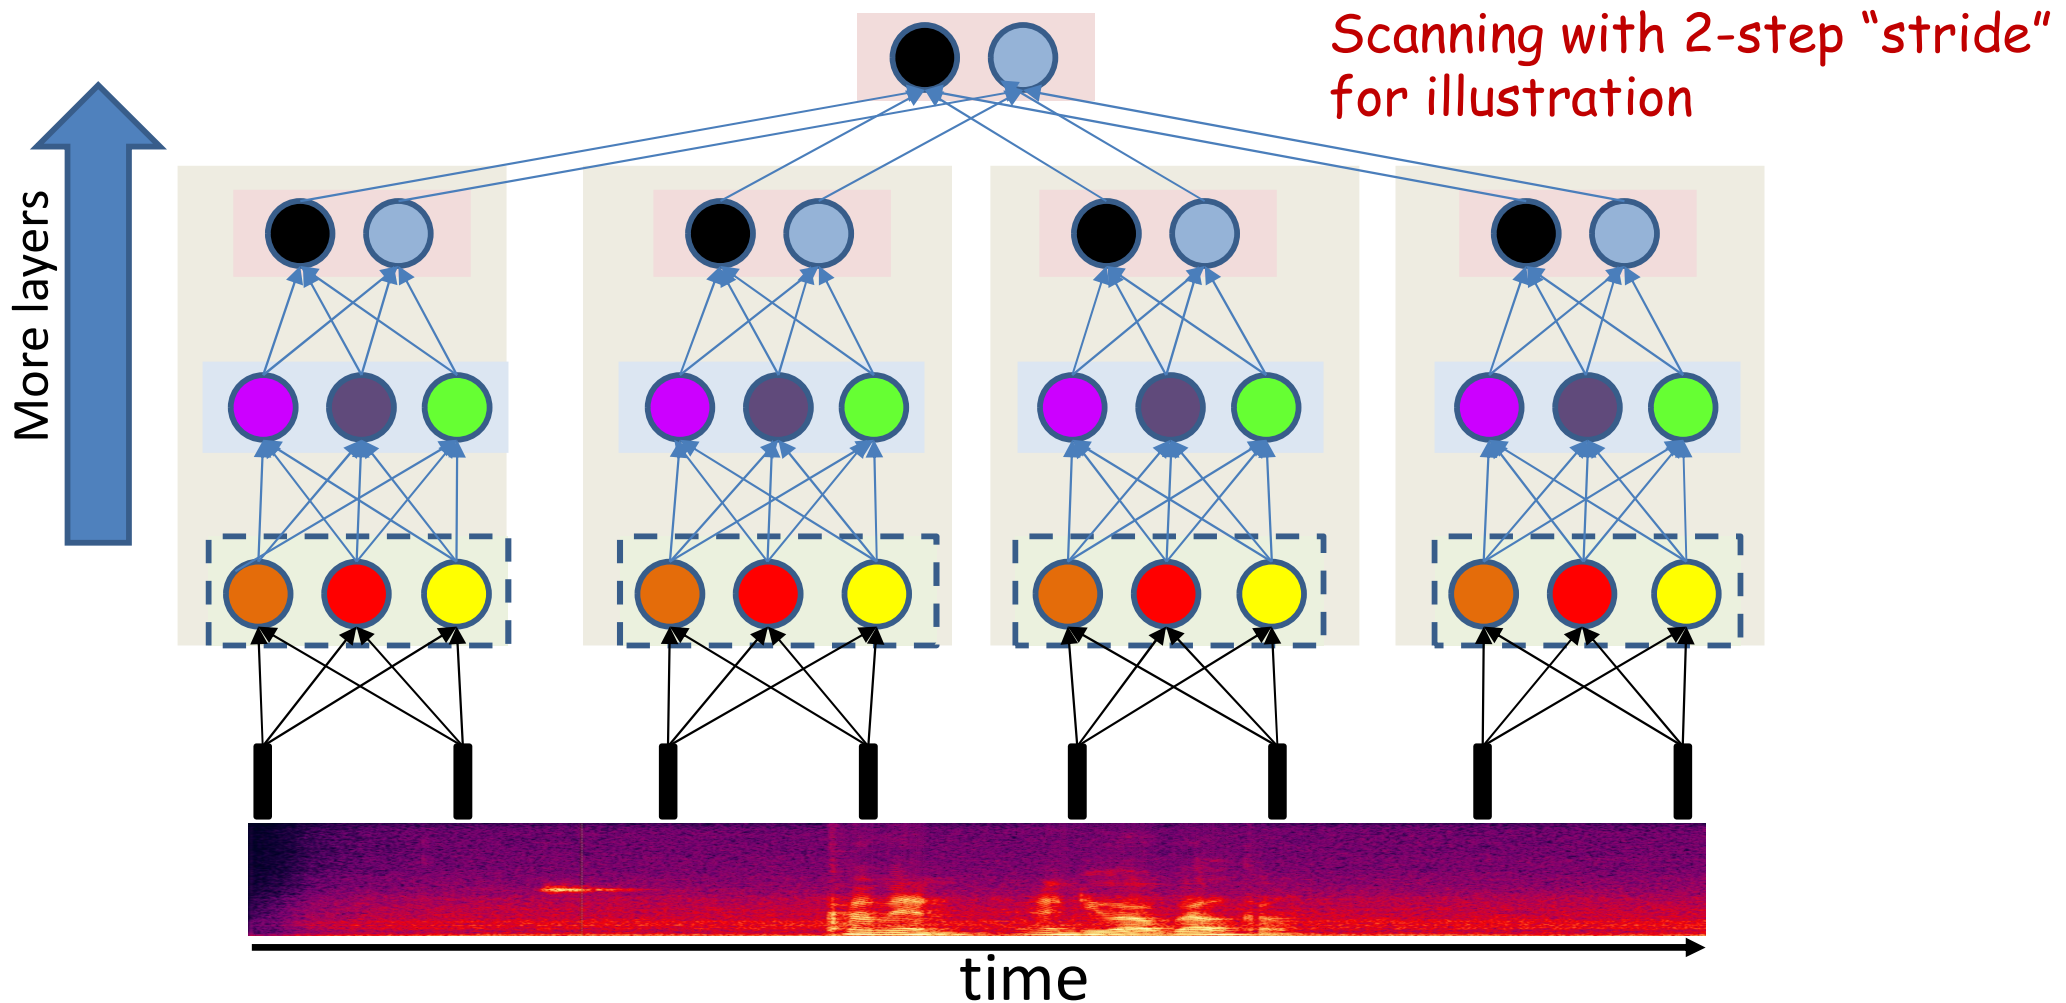 Scanning with 2-step “stride”
for illustration
More layers
time